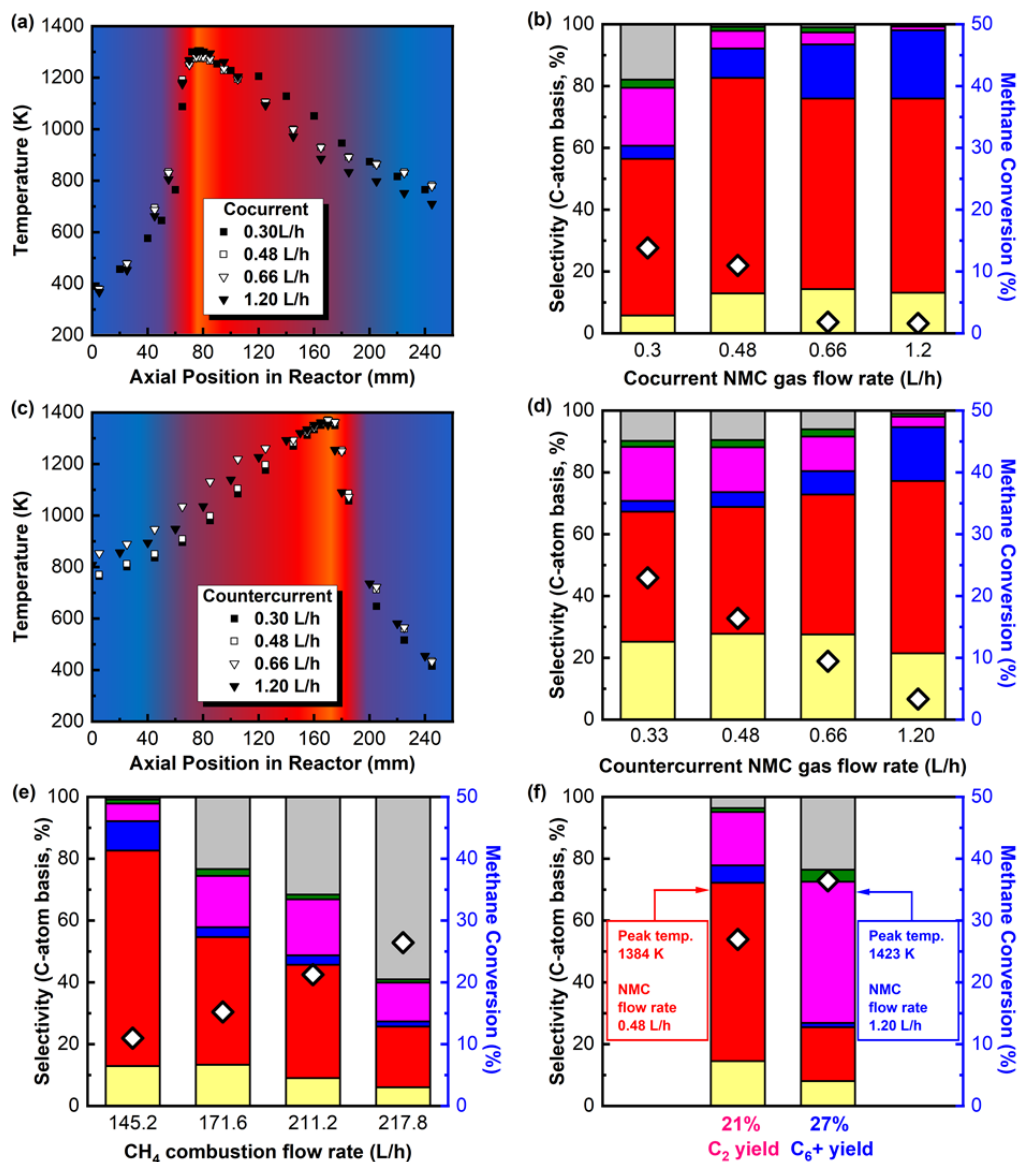 (a)
1400
1200
1000
800
600
400
200
Temperature (K)
Cocurrent
0.30L/h
0.48 L/h
0.66 L/h
1.20 L/h
0 40 80 120 160 200 240
Axial Position in Reactor (mm)
(b)
100
80
60
40
20
0
Selectivity (C-atom basis, %)
50
40
30
20
10
0
Methane Conversion (%)
0.3 0.48 0.66 1.2
Cocurrent NMC gas flow rate (L/h)
(c)
1400
1200
1000
800
600
400
200
Temperature (K)
Countercurrent
0.30 L/h
0.48 L/h
0.66 L/h
1.20 L/h
0 40 80 120 160 200 240
Axial Position in Reactor (mm)
(d)
100
80
60
40
20
0
Selectivity (C-atom basis, %)
50
40
30
20
10
0
Methane Conversion (%)
0.33 0.48 0.66 1.20
Countercurrent NMC gas flow rate (L/h)
(e)
100
80
60
40
20
0
Selectivity (C-atom basis, %)
50
40
30
20
10
0
Methane Conversion (%)
145.2 171.6 211.2 217.8
CH₄ combustion flow rate (L/h)
(f)
100
80
60
40
20
0
Selectivity (C-atom basis, %)
Peak temp.
1384 K
NMC
flow rate
0.48 L/h
Peak temp.
1423 K
NMC
flow rate
1.20 L/h
50
40
30
20
10
0
Methane Conversion (%)
21%
C₂ yield
27%
C₆+ yield